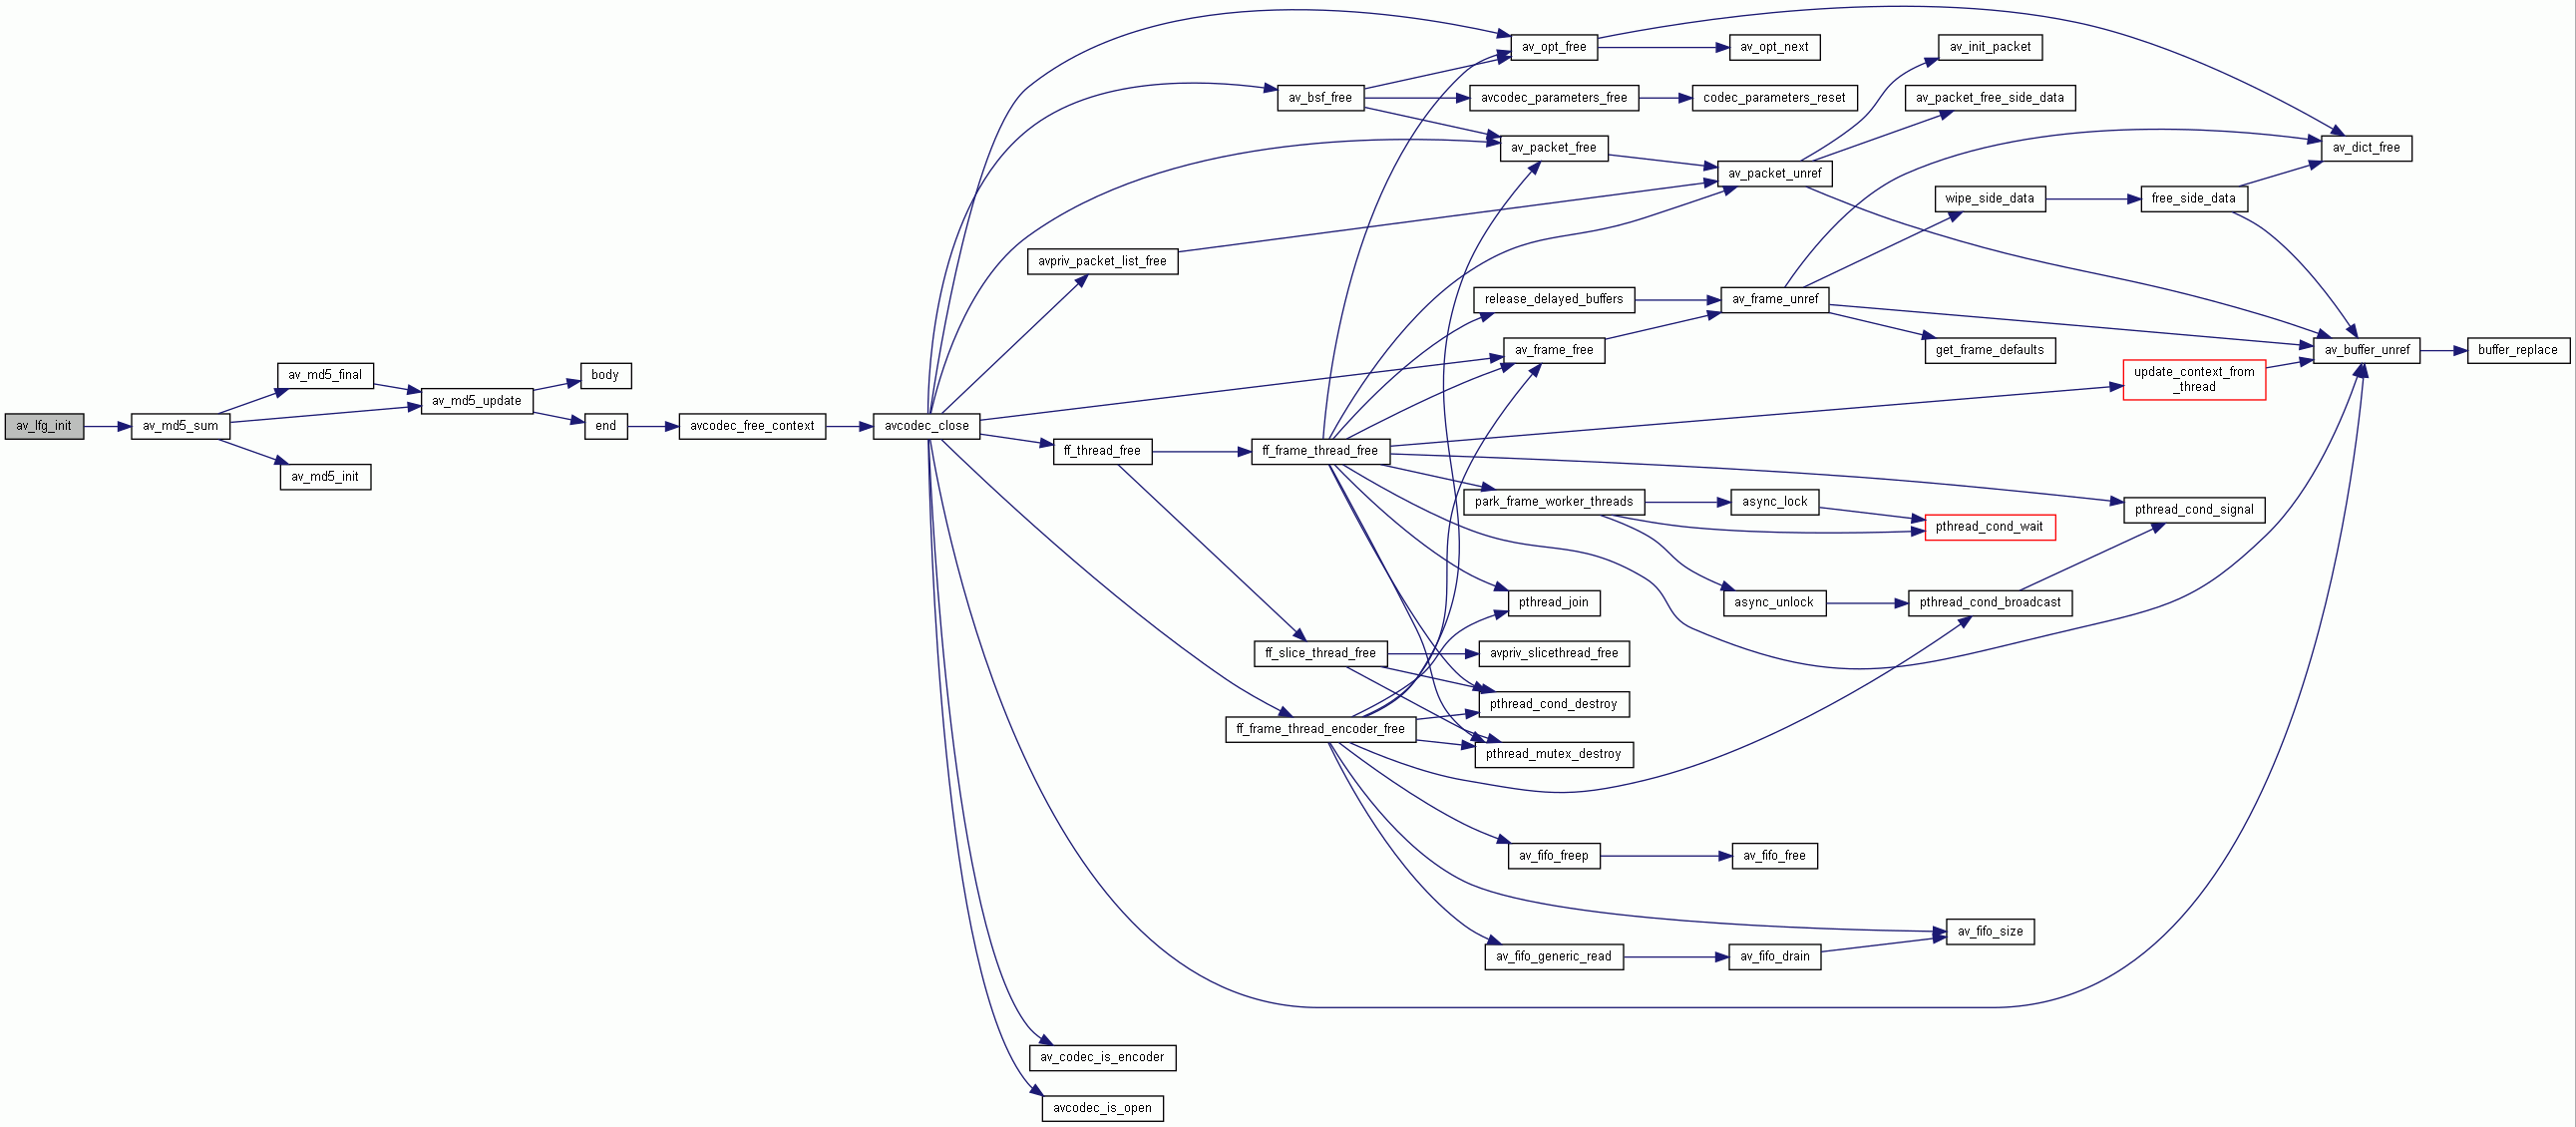 av_lfg_init
av_md5_sum
av_md5_final
av_md5_init
av_md5_update
body
end
avcodec_free_context
avcodec_close
avpriv_packet_list_free
ff_thread_free
av_codec_is_encoder
avcodec_is_open
av_bsf_free
ff_frame_thread_free
ff_slice_thread_free
ff_frame_thread_encoder_free
av_opt_free
avcodec_parameters_free
av_packet_free
release_delayed_buffers
av_frame_free
park_frame_worker_threads
pthread_join
avpriv_slicethread_free
pthread_cond_destroy
pthread_mutex_destroy
av_fifo_freep
av_fifo_generic_read
av_opt_next
codec_parameters_reset
av_packet_unref
av_frame_unref
async_lock
async_unlock
av_fifo_free
av_fifo_drain
av_init_packet
av_packet_free_side_data
wipe_side_data
get_frame_defaults
pthread_cond_wait
pthread_cond_broadcast
av_fifo_size
free_side_data
update_context_from
_thread
pthread_cond_signal
av_dict_free
av_buffer_unref
buffer_replace